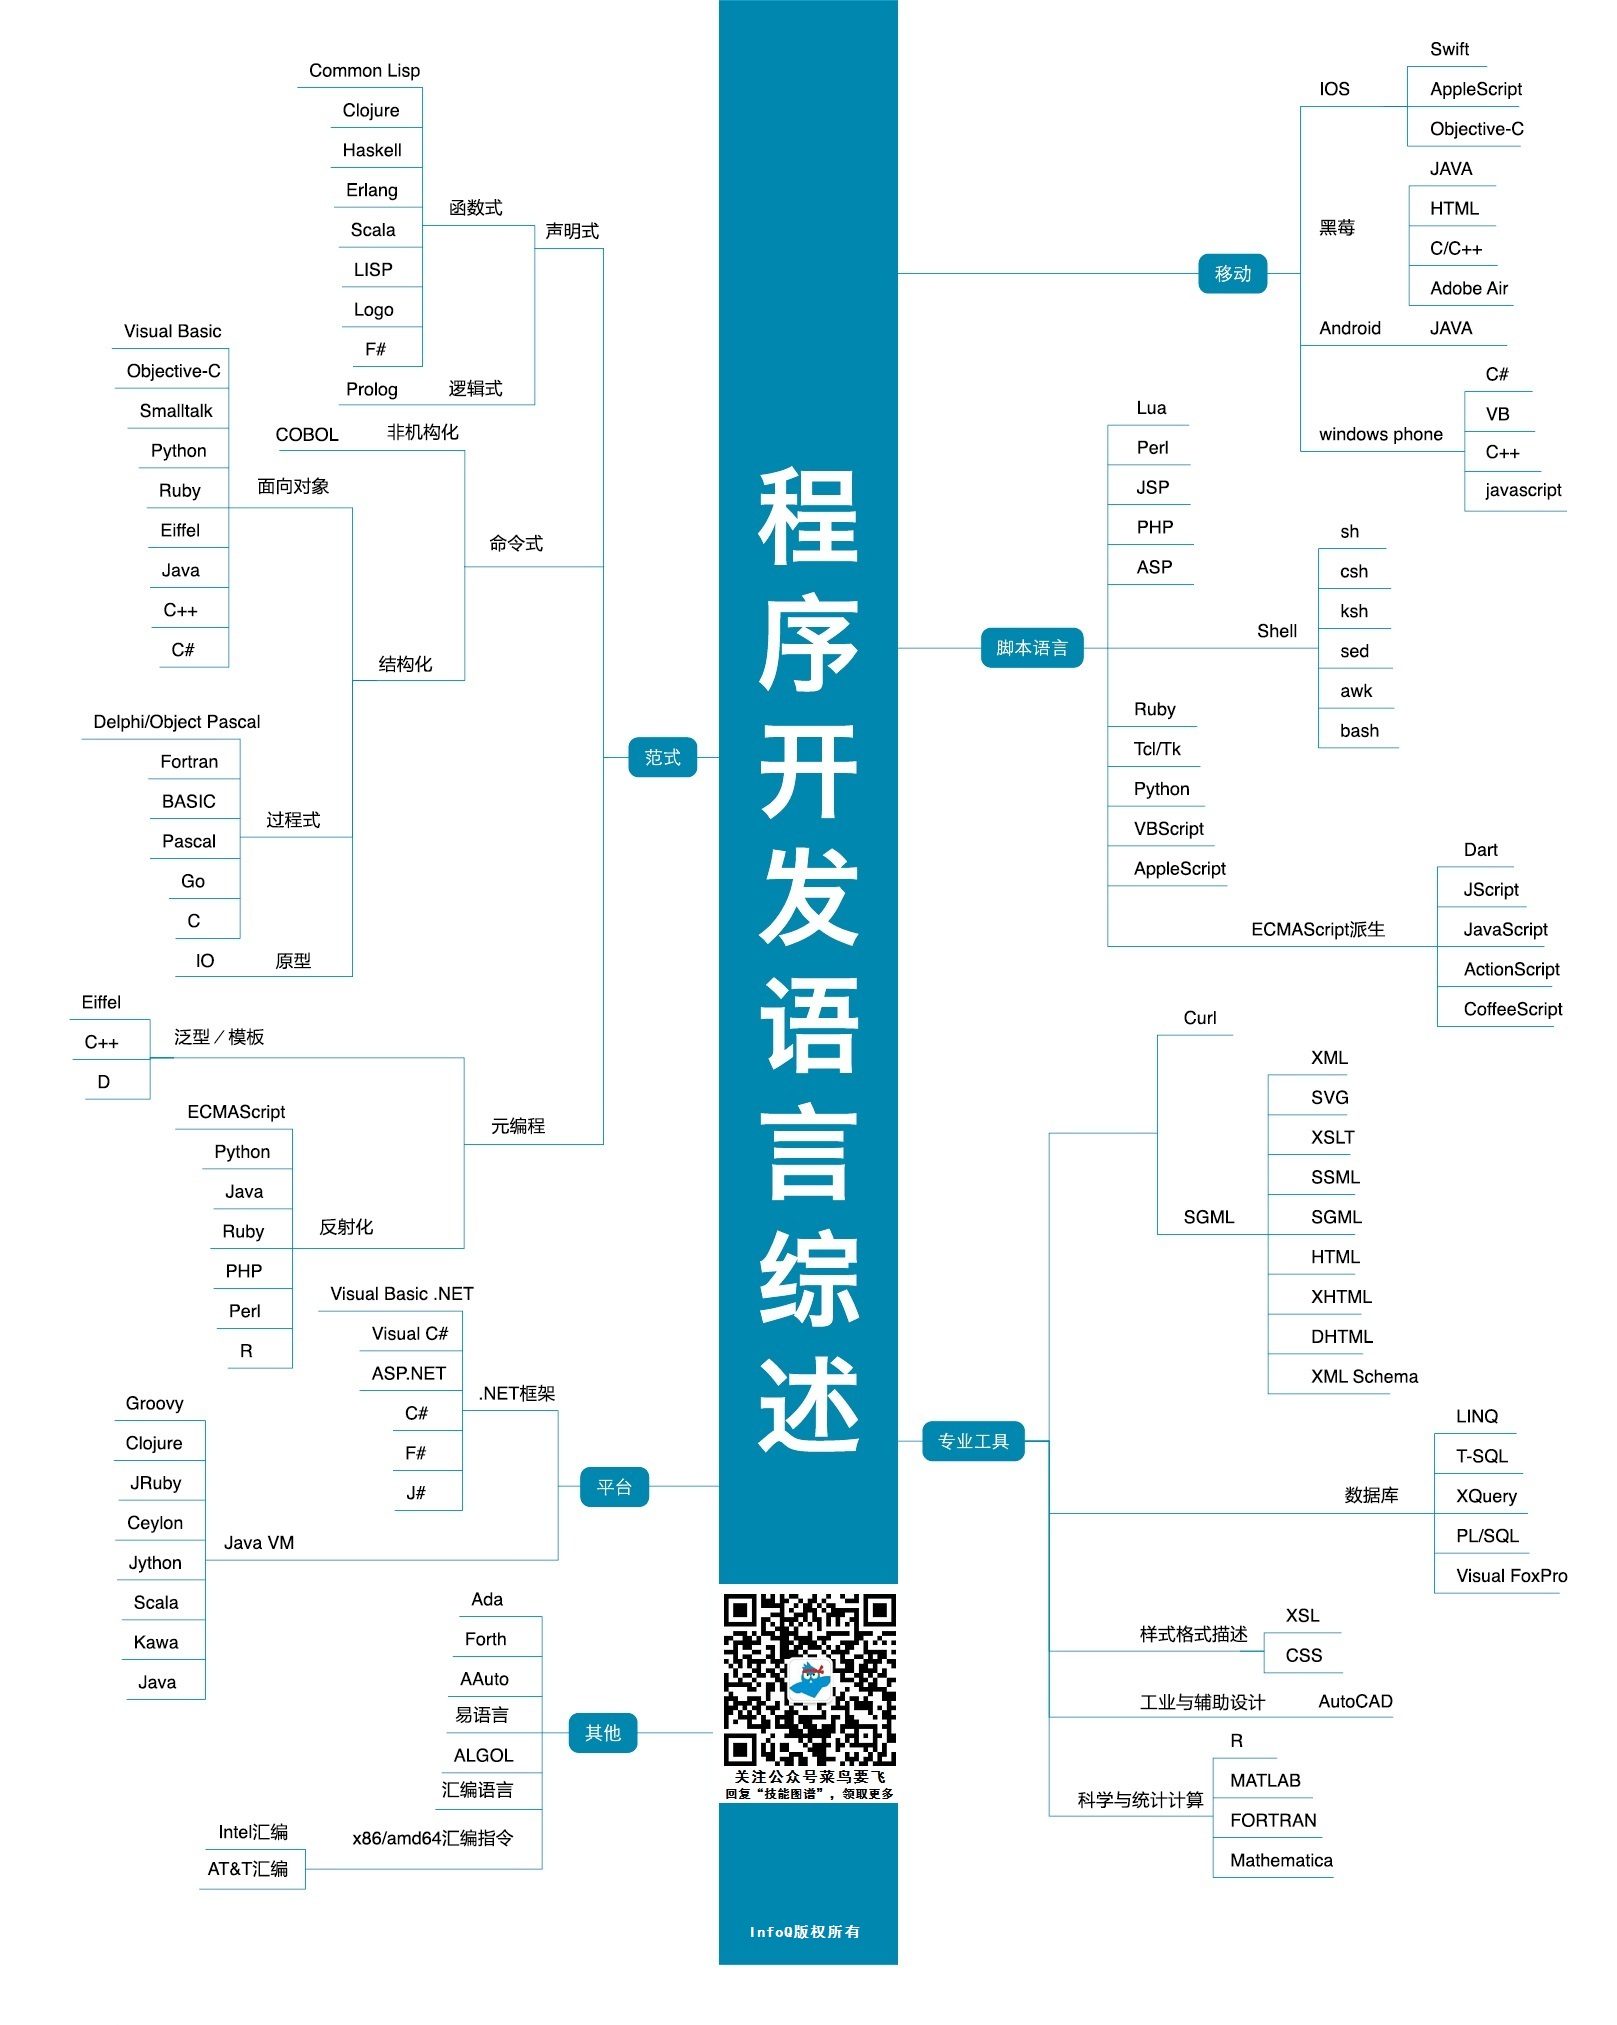 程序开发语言综述
范式
声明式
函数式
Common Lisp
Clojure
Haskell
Erlang
Scala
LISP
Logo
F#
逻辑式
Prolog
命令式
非机构化
COBOL
结构化
面向对象
Visual Basic
Objective-C
Smalltalk
Python
Ruby
Eiffel
Java
C++
C#
过程式
Delphi/Object Pascal
Fortran
BASIC
Pascal
Go
C
原型
IO
元编程
泛型／模板
Eiffel
C++
D
反射化
ECMAScript
Python
Java
Ruby
PHP
Perl
R
平台
.NET框架
Visual Basic .NET
Visual C#
ASP.NET
C#
F#
J#
Java VM
Groovy
Clojure
JRuby
Ceylon
Jython
Scala
Kawa
Java
其他
Ada
Forth
AAuto
易语言
ALGOL
汇编语言
x86/amd64汇编指令
Intel汇编
AT&T汇编
移动
IOS
Swift
AppleScript
Objective-C
黑莓
JAVA
HTML
C/C++
Adobe Air
Android
JAVA
windows phone
C#
VB
C++
javascript
脚本语言
Lua
Perl
JSP
PHP
ASP
Shell
sh
csh
ksh
sed
awk
bash
Ruby
Tcl/Tk
Python
VBScript
AppleScript
ECMAScript派生
Dart
JScript
JavaScript
ActionScript
CoffeeScript
专业工具
Curl
SGML
XML
SVG
XSLT
SSML
SGML
HTML
XHTML
DHTML
XML Schema
数据库
LINQ
T-SQL
XQuery
PL/SQL
Visual FoxPro
样式格式描述
XSL
CSS
工业与辅助设计
AutoCAD
科学与统计计算
R
MATLAB
FORTRAN
Mathematica
关注公众号菜鸟要飞
回复“技能图谱”，领取更多
InfoQ版权所有